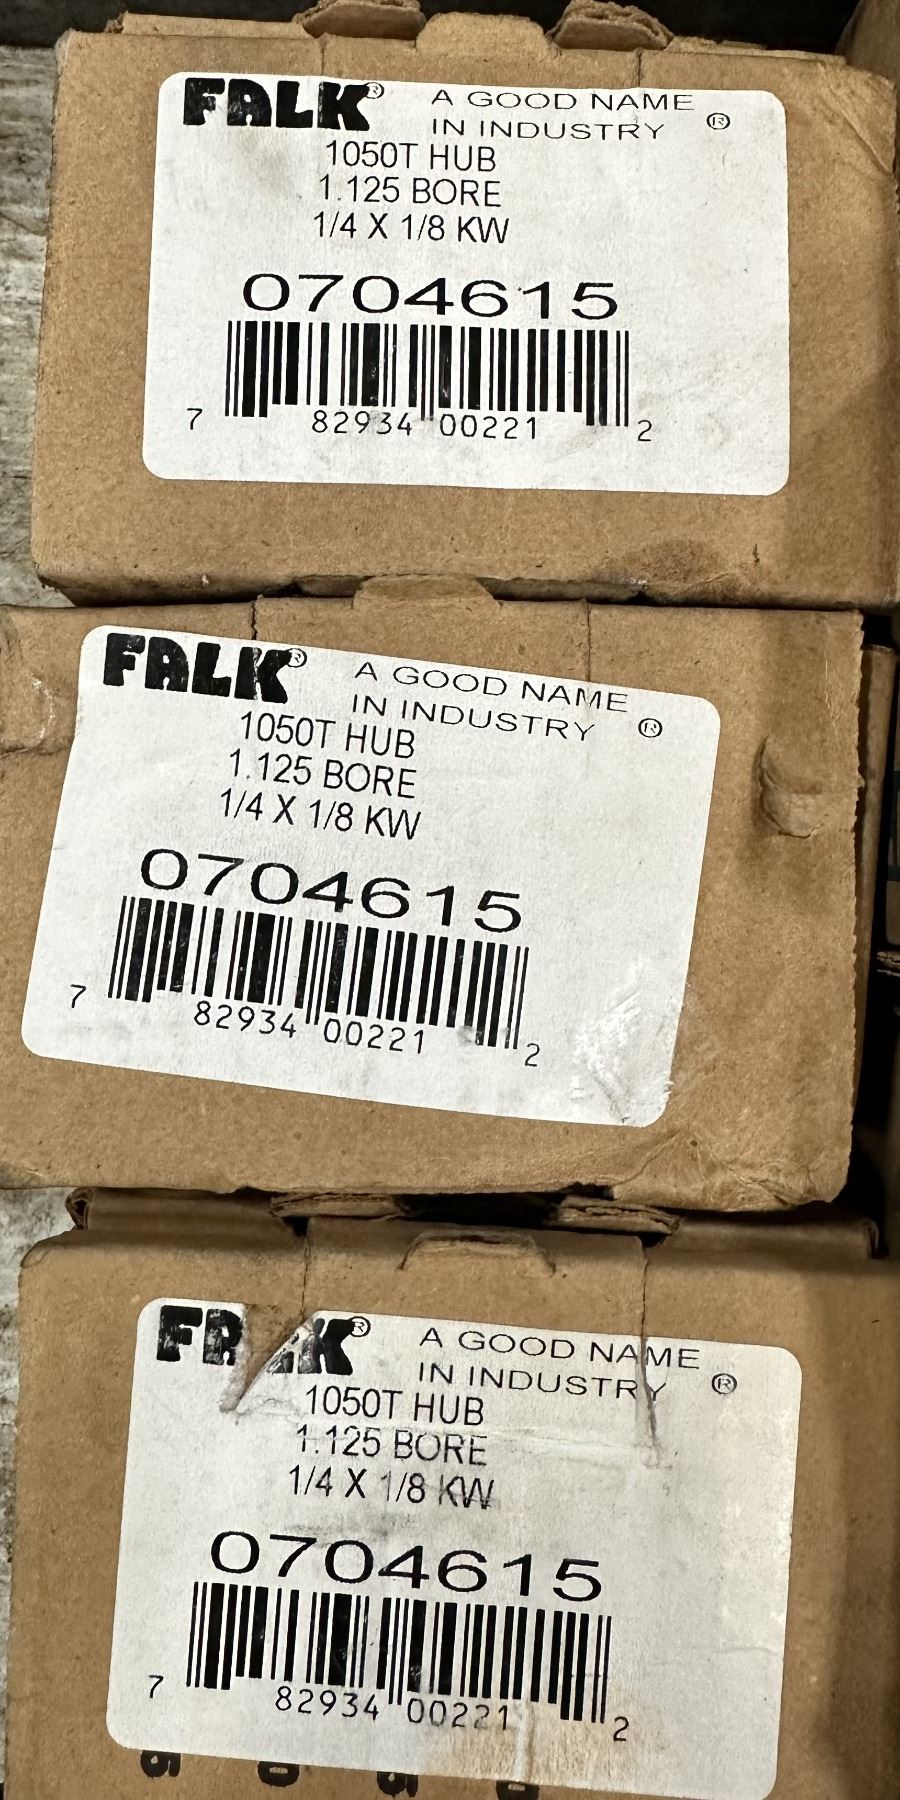 FALK® A GOOD NAME
IN INDUSTRY ®
1050T HUB
1.125 BORE
1/4 X 1/8 KW
0704615
7 82934 00221 2
FALK® A GOOD NAME
IN INDUSTRY ®
1050T HUB
1.125 BORE
1/4 X 1/8 KW
0704615
7 82934 00221 2
FALK® A GOOD NAME
IN INDUSTRY ®
1050T HUB
1.125 BORE
1/4 X 1/8 KW
0704615
7 82934 00221 2